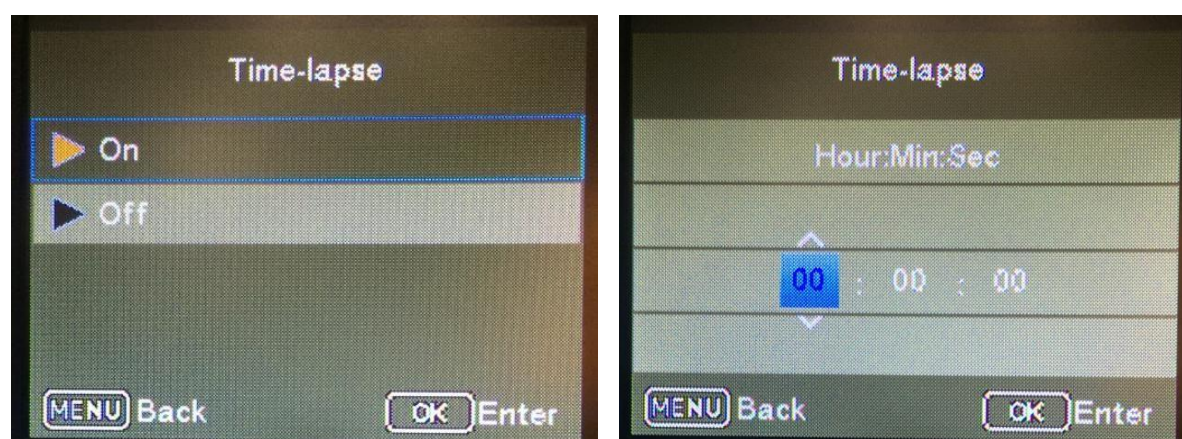 Time-lapse
On
Off
MENU Back OK Enter
Time-lapse
Hour:Min:Sec
00 : 00 : 00
MENU Back OK Enter